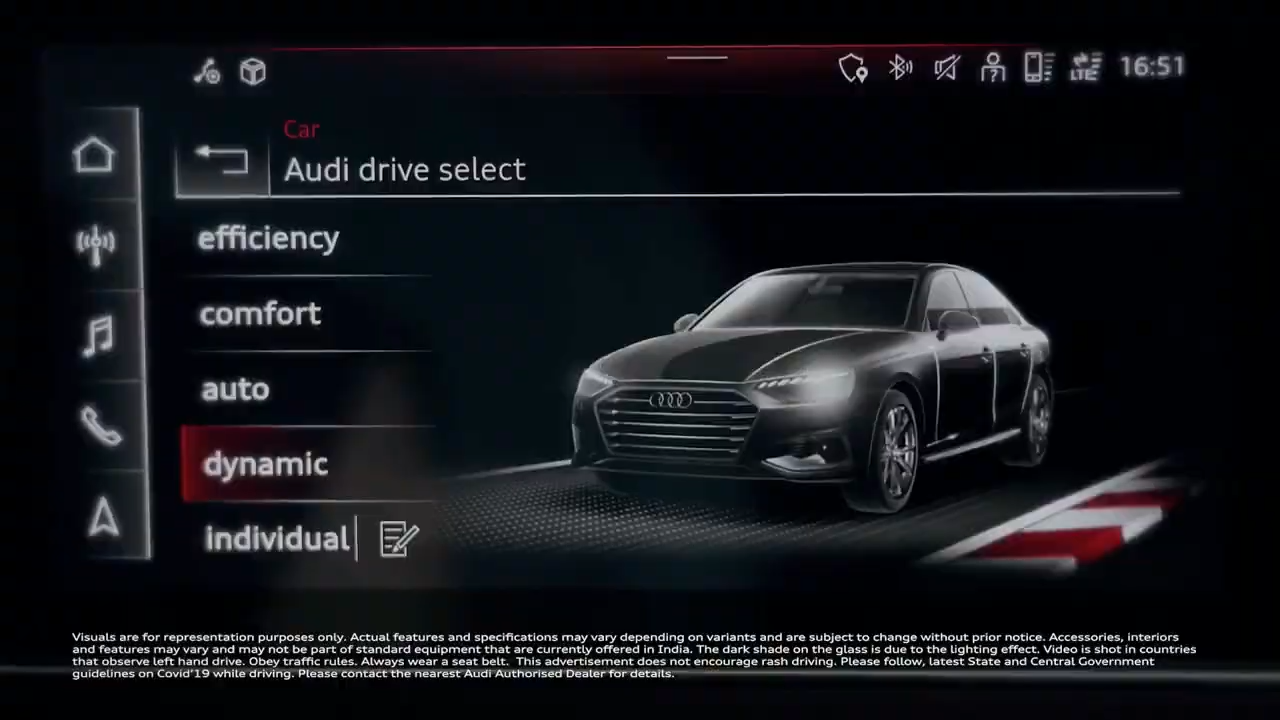 LTE 16:51
Car
Audi drive select
efficiency
comfort
auto
dynamic
individual
Visuals are for representation purposes only. Actual features and specifications may vary depending on variants and are subject to change without prior notice. Accessories, interiors
and features may vary and may not be part of standard equipment that are currently offered in India. The dark shade on the glass is due to the lighting effect. Video is shot in countries
that observe left hand drive. Obey traffic rules. Always wear a seat belt. This advertisement does not encourage rash driving. Please follow, latest State and Central Government
guidelines on Covid'19 while driving. Please contact the nearest Audi Authorised Dealer for details.